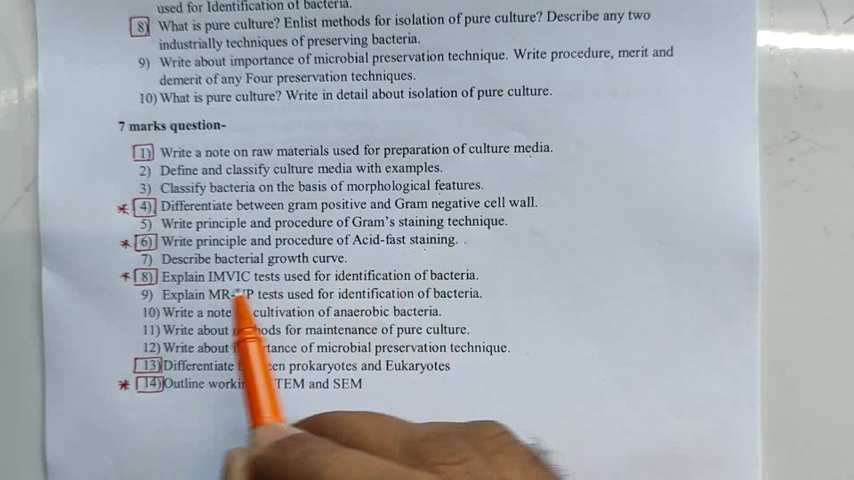 used for Identification of bacteria.
8) What is pure culture? Enlist methods for isolation of pure culture? Describe any two
industrially techniques of preserving bacteria.
9) Write about importance of microbial preservation technique. Write procedure, merit and
demerit of any Four preservation techniques.
10) What is pure culture? Write in detail about isolation of pure culture.
7 marks question-
1) Write a note on raw materials used for preparation of culture media.
2) Define and classify culture media with examples.
3) Classify bacteria on the basis of morphological features.
4) Differentiate between gram positive and Gram negative cell wall.
5) Write principle and procedure of Gram's staining technique.
6) Write principle and procedure of Acid-fast staining.
7) Describe bacterial growth curve.
8) Explain IMVIC tests used for identification of bacteria.
9) Explain MR-VP tests used for identification of bacteria.
10) Write a note cultivation of anaerobic bacteria.
11) Write about methods for maintenance of pure culture.
12) Write about importance of microbial preservation technique.
13) Differentiate between prokaryotes and Eukaryotes
14) Outline TEM and SEM